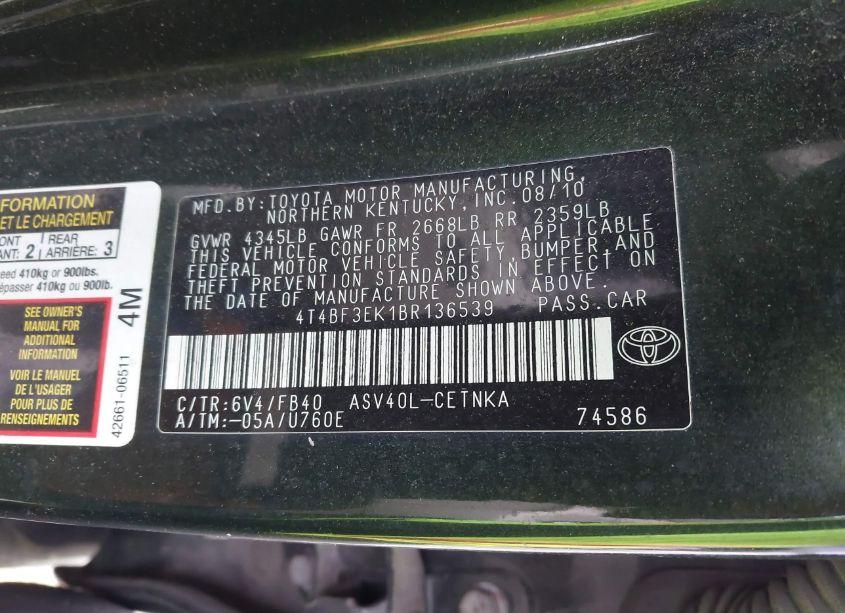 FORMATION
ET LE CHARGEMENT
ONT
ANT: 2
REAR
ARRIÈRE: 3
eed 410kg or 900lbs.
épasser 410kg ou 900lb.
SEE OWNER'S
MANUAL FOR
ADDITIONAL
INFORMATION
VOIR LE MANUEL
DE L'USAGER
POUR PLUS DE
RENSEIGNEMENTS
4M
42661-06511
MFD.BY:TOYOTA MOTOR MANUFACTURING,
NORTHERN KENTUCKY,INC.08/10
GVWR 4345LB GAWR FR 2668LB RR 2359LB
THIS VEHICLE CONFORMS TO ALL APPLICABLE
FEDERAL MOTOR VEHICLE SAFETY,BUMPER,AND
THEFT PREVENTION STANDARDS IN EFFECT ON
THE DATE OF MANUFACTURE SHOWN ABOVE.
4T4BF3EK1BR136539 PASS.CAR
C/TR:6V4/FB40 ASV40L-CETNKA
A/TM:-05A/U760E 74586